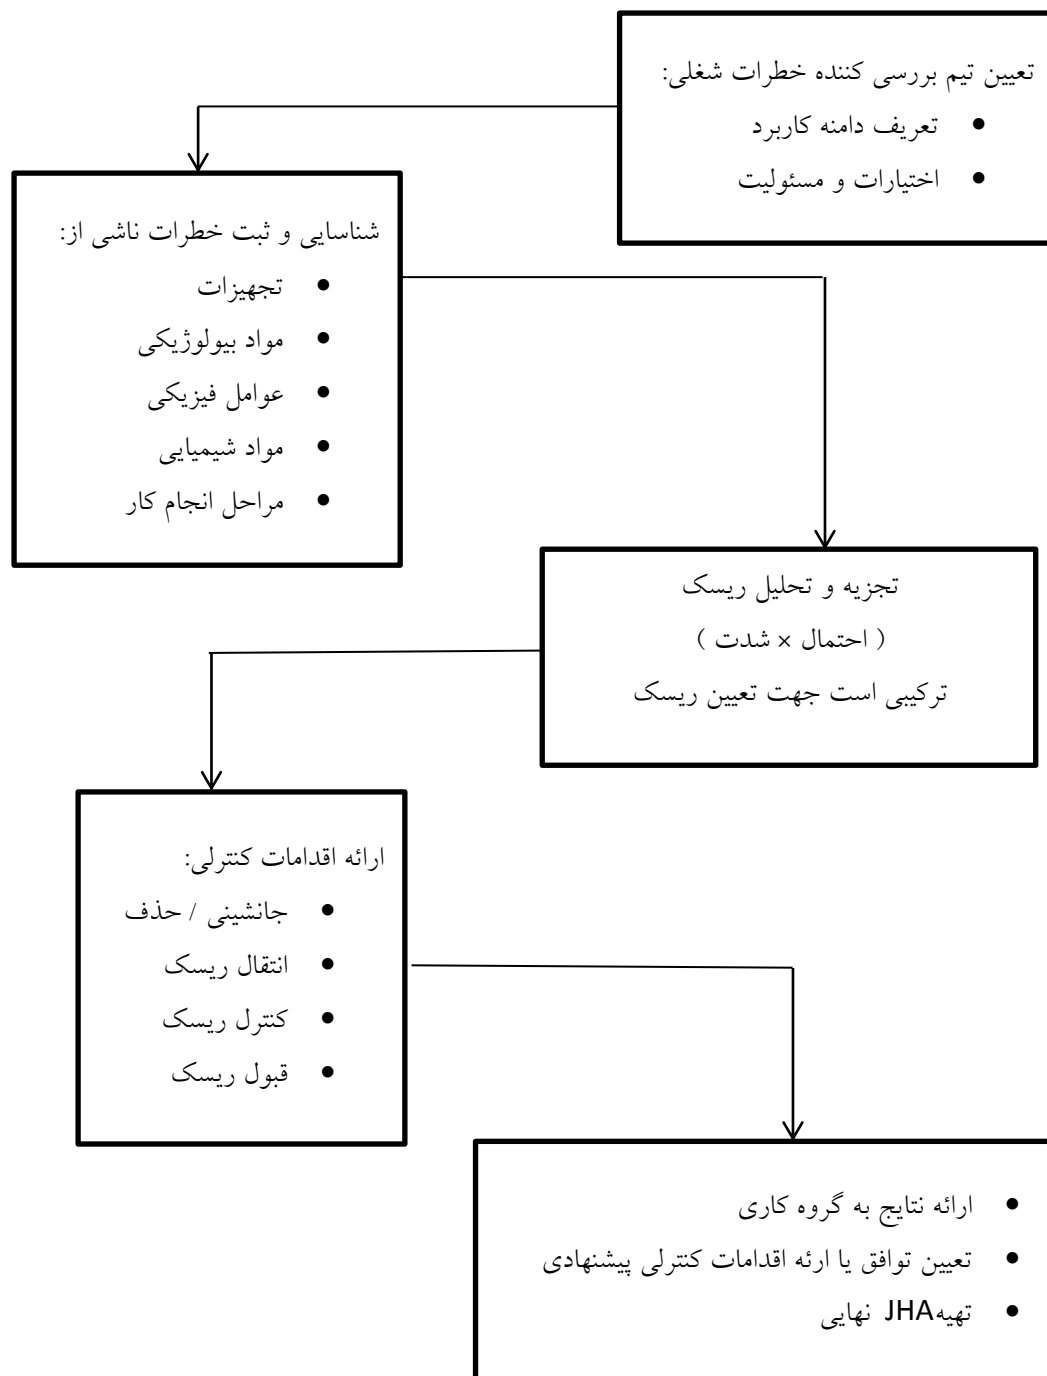 تعیین تیم بررسی کننده خطرات شغلی:
• تعریف دامنه کاربرد
• اختیارات و مسئولیت
شناسایی و ثبت خطرات ناشی از:
• تجهیزات
• مواد بیولوژیکی
• عوامل فیزیکی
• مواد شیمیایی
• مراحل انجام کار
تجزیه و تحلیل ریسک
( احتمال × شدت )
ترکیبی است جهت تعیین ریسک
ارائه اقدامات کنترلی:
• جانشینی / حذف
• انتقال ریسک
• کنترل ریسک
• قبول ریسک
• ارائه نتایج به گروه کاری
• تعیین توافق یا ارئه اقدامات کنترلی پیشنهادی
• تهیهJHA نهایی